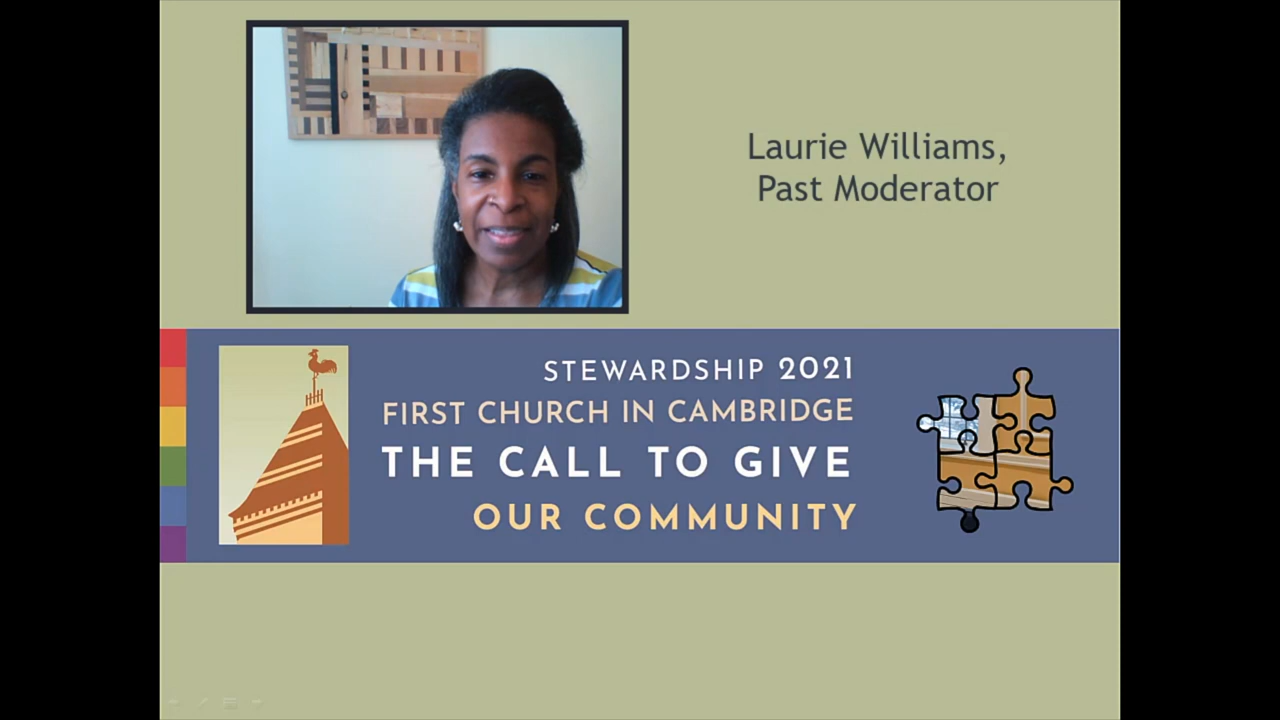 Laurie Williams,
Past Moderator
STEWARDSHIP 2021
FIRST CHURCH IN CAMBRIDGE
THE CALL TO GIVE
OUR COMMUNITY